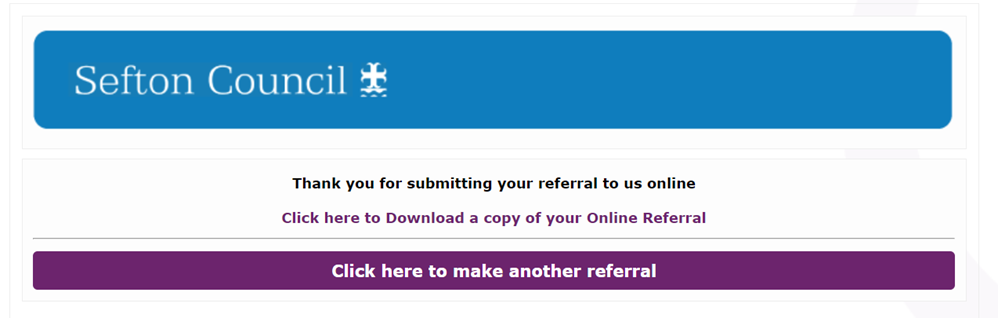 Sefton Council
Thank you for submitting your referral to us online
Click here to Download a copy of your Online Referral
Click here to make another referral